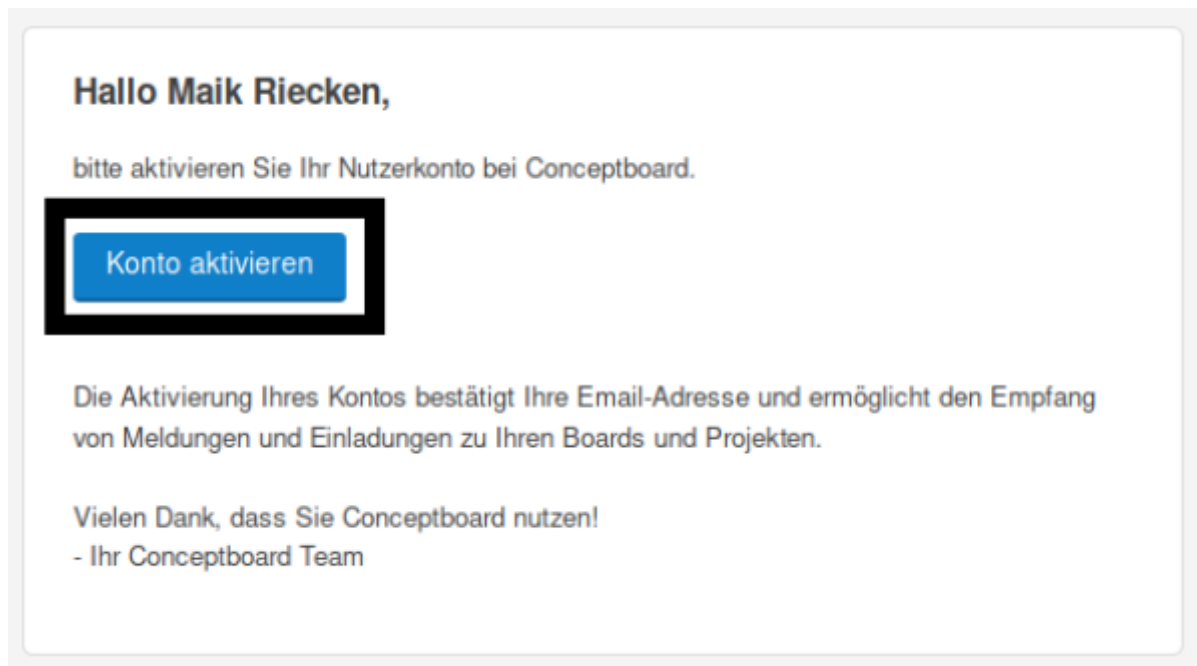 Hallo Maik Riecken,
bitte aktivieren Sie Ihr Nutzerkonto bei Conceptboard.
Konto aktivieren
Die Aktivierung Ihres Kontos bestätigt Ihre Email-Adresse und ermöglicht den Empfang
von Meldungen und Einladungen zu Ihren Boards und Projekten.
Vielen Dank, dass Sie Conceptboard nutzen!
- Ihr Conceptboard Team